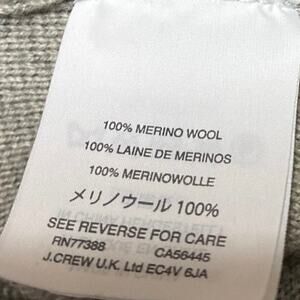 100% MERINO WOOL
100% LAINE DE MERINOS
100% MERINOWOLLE
メリノウール 100%
SEE REVERSE FOR CARE
RN77388 CA56445
J.CREW U.K. Ltd EC4V 6JA